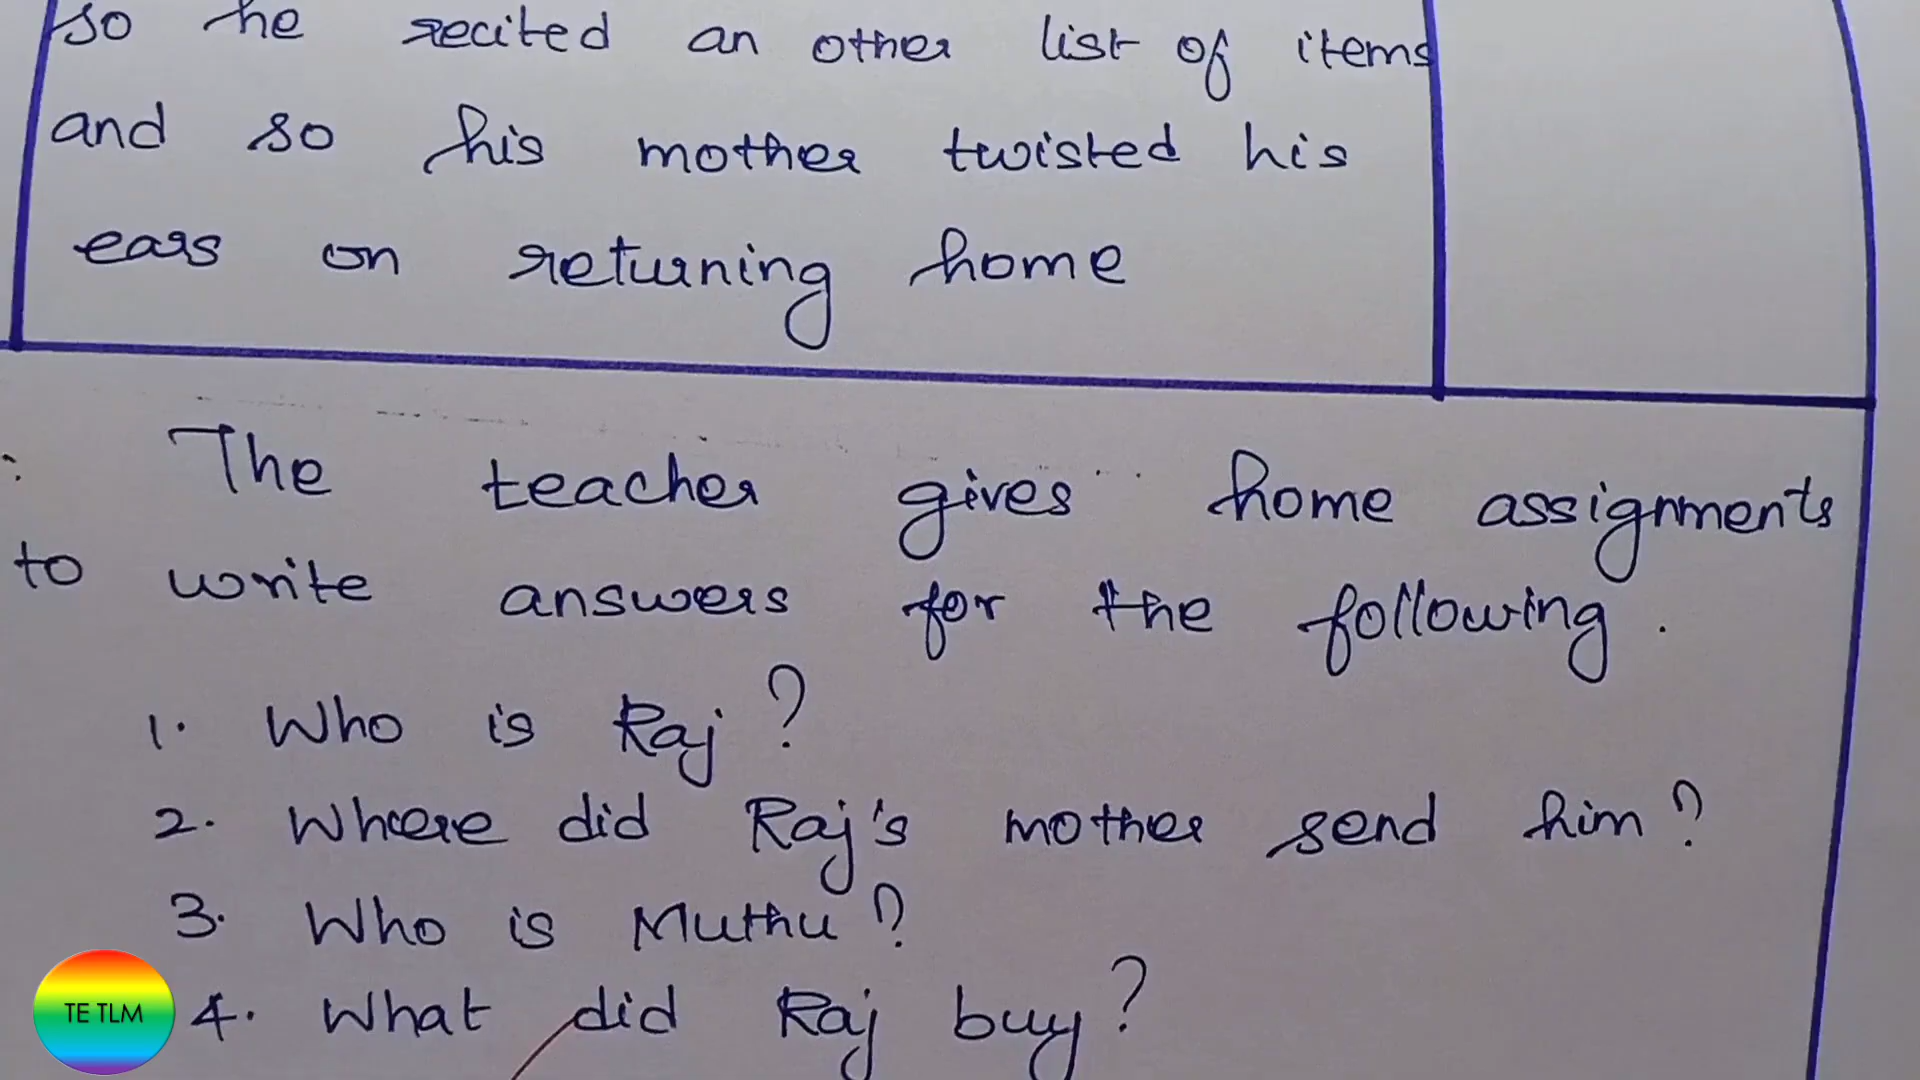 so he recited an other list of items
and so his mother twisted his
ears on returning home
: The teacher gives home assignments
to write answers for the following.
1. Who is Raj?
2. Where did Raj's mother send him?
3. Who is Muthu?
4. What did Raj buy?
TE TLM